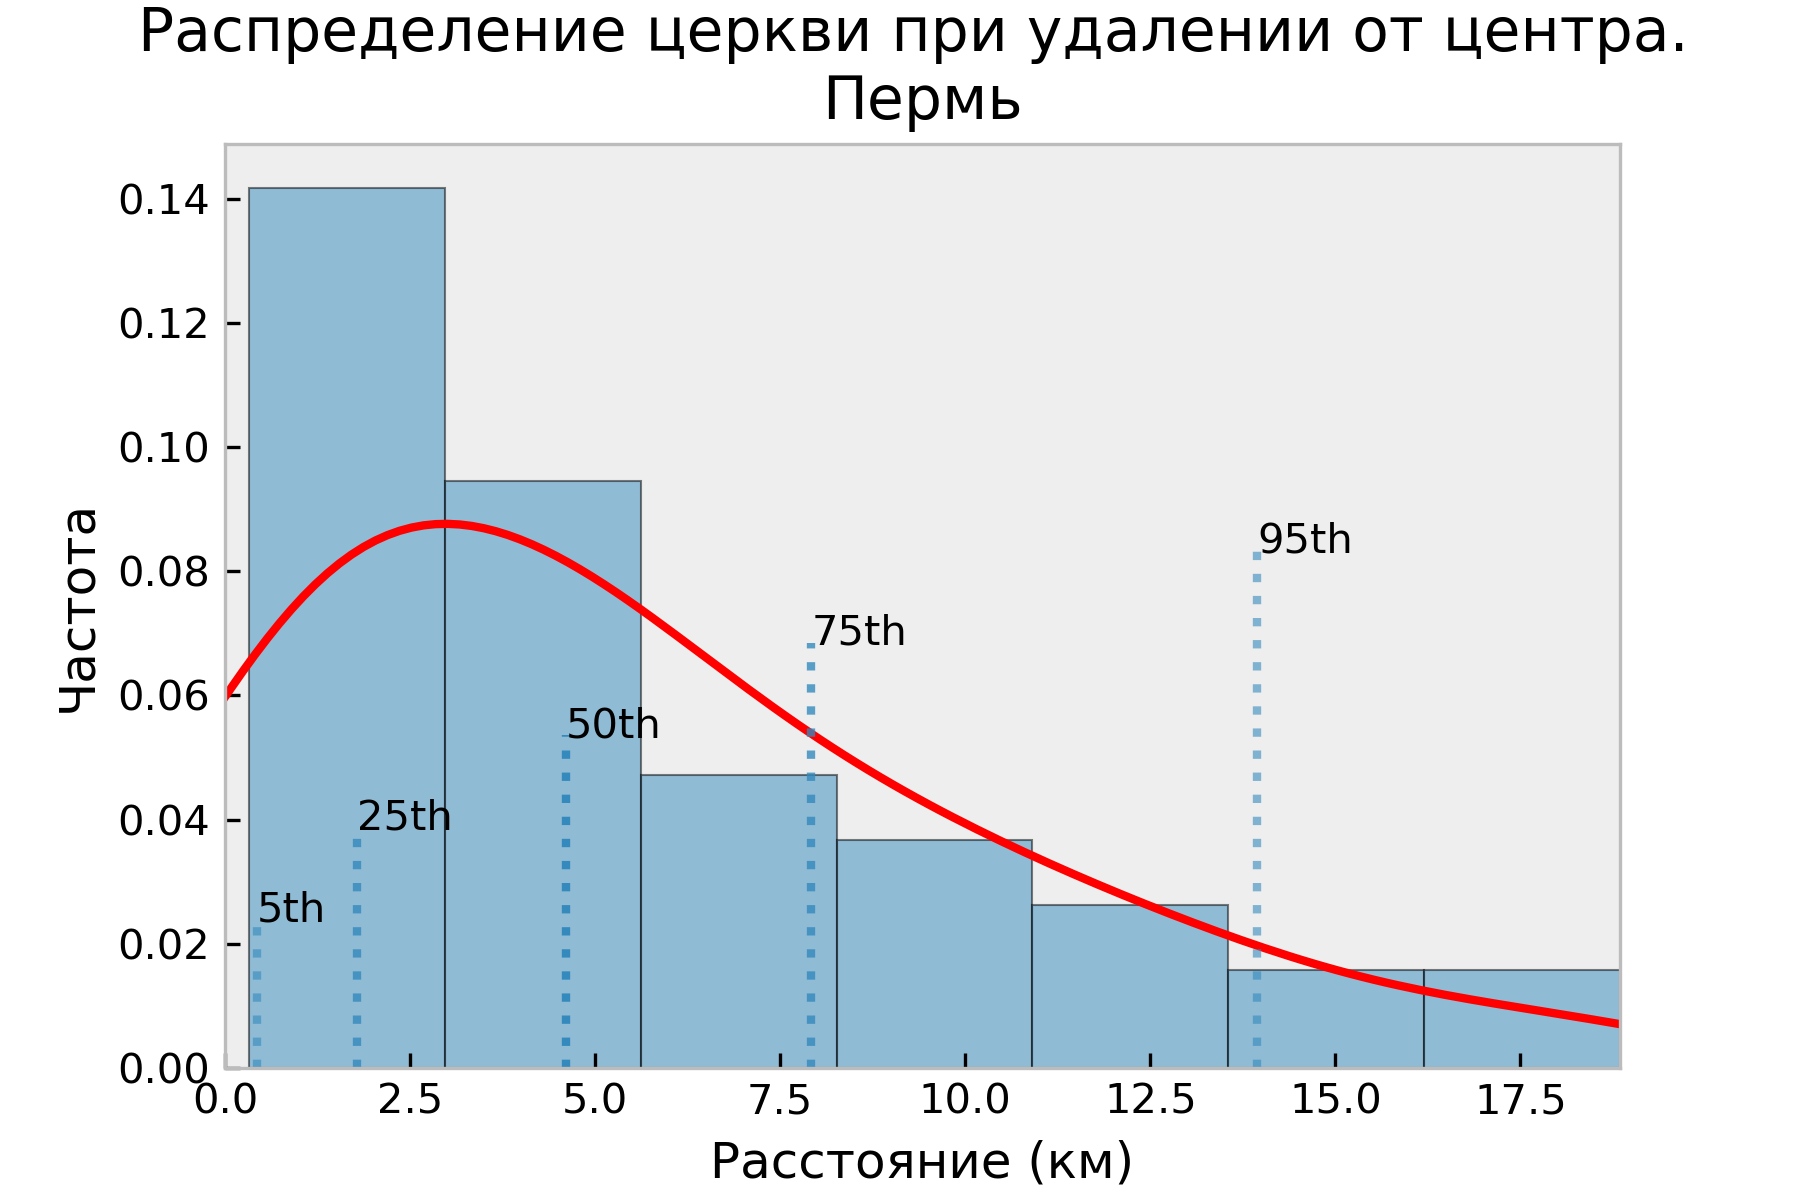 Распределение церкви при удалении от центра.
Пермь
0.14
0.12
0.10
0.08
0.06
0.04
0.02
0.00
Частота
5th
25th
50th
75th
95th
0.0 2.5 5.0 7.5 10.0 12.5 15.0 17.5
Расстояние (км)